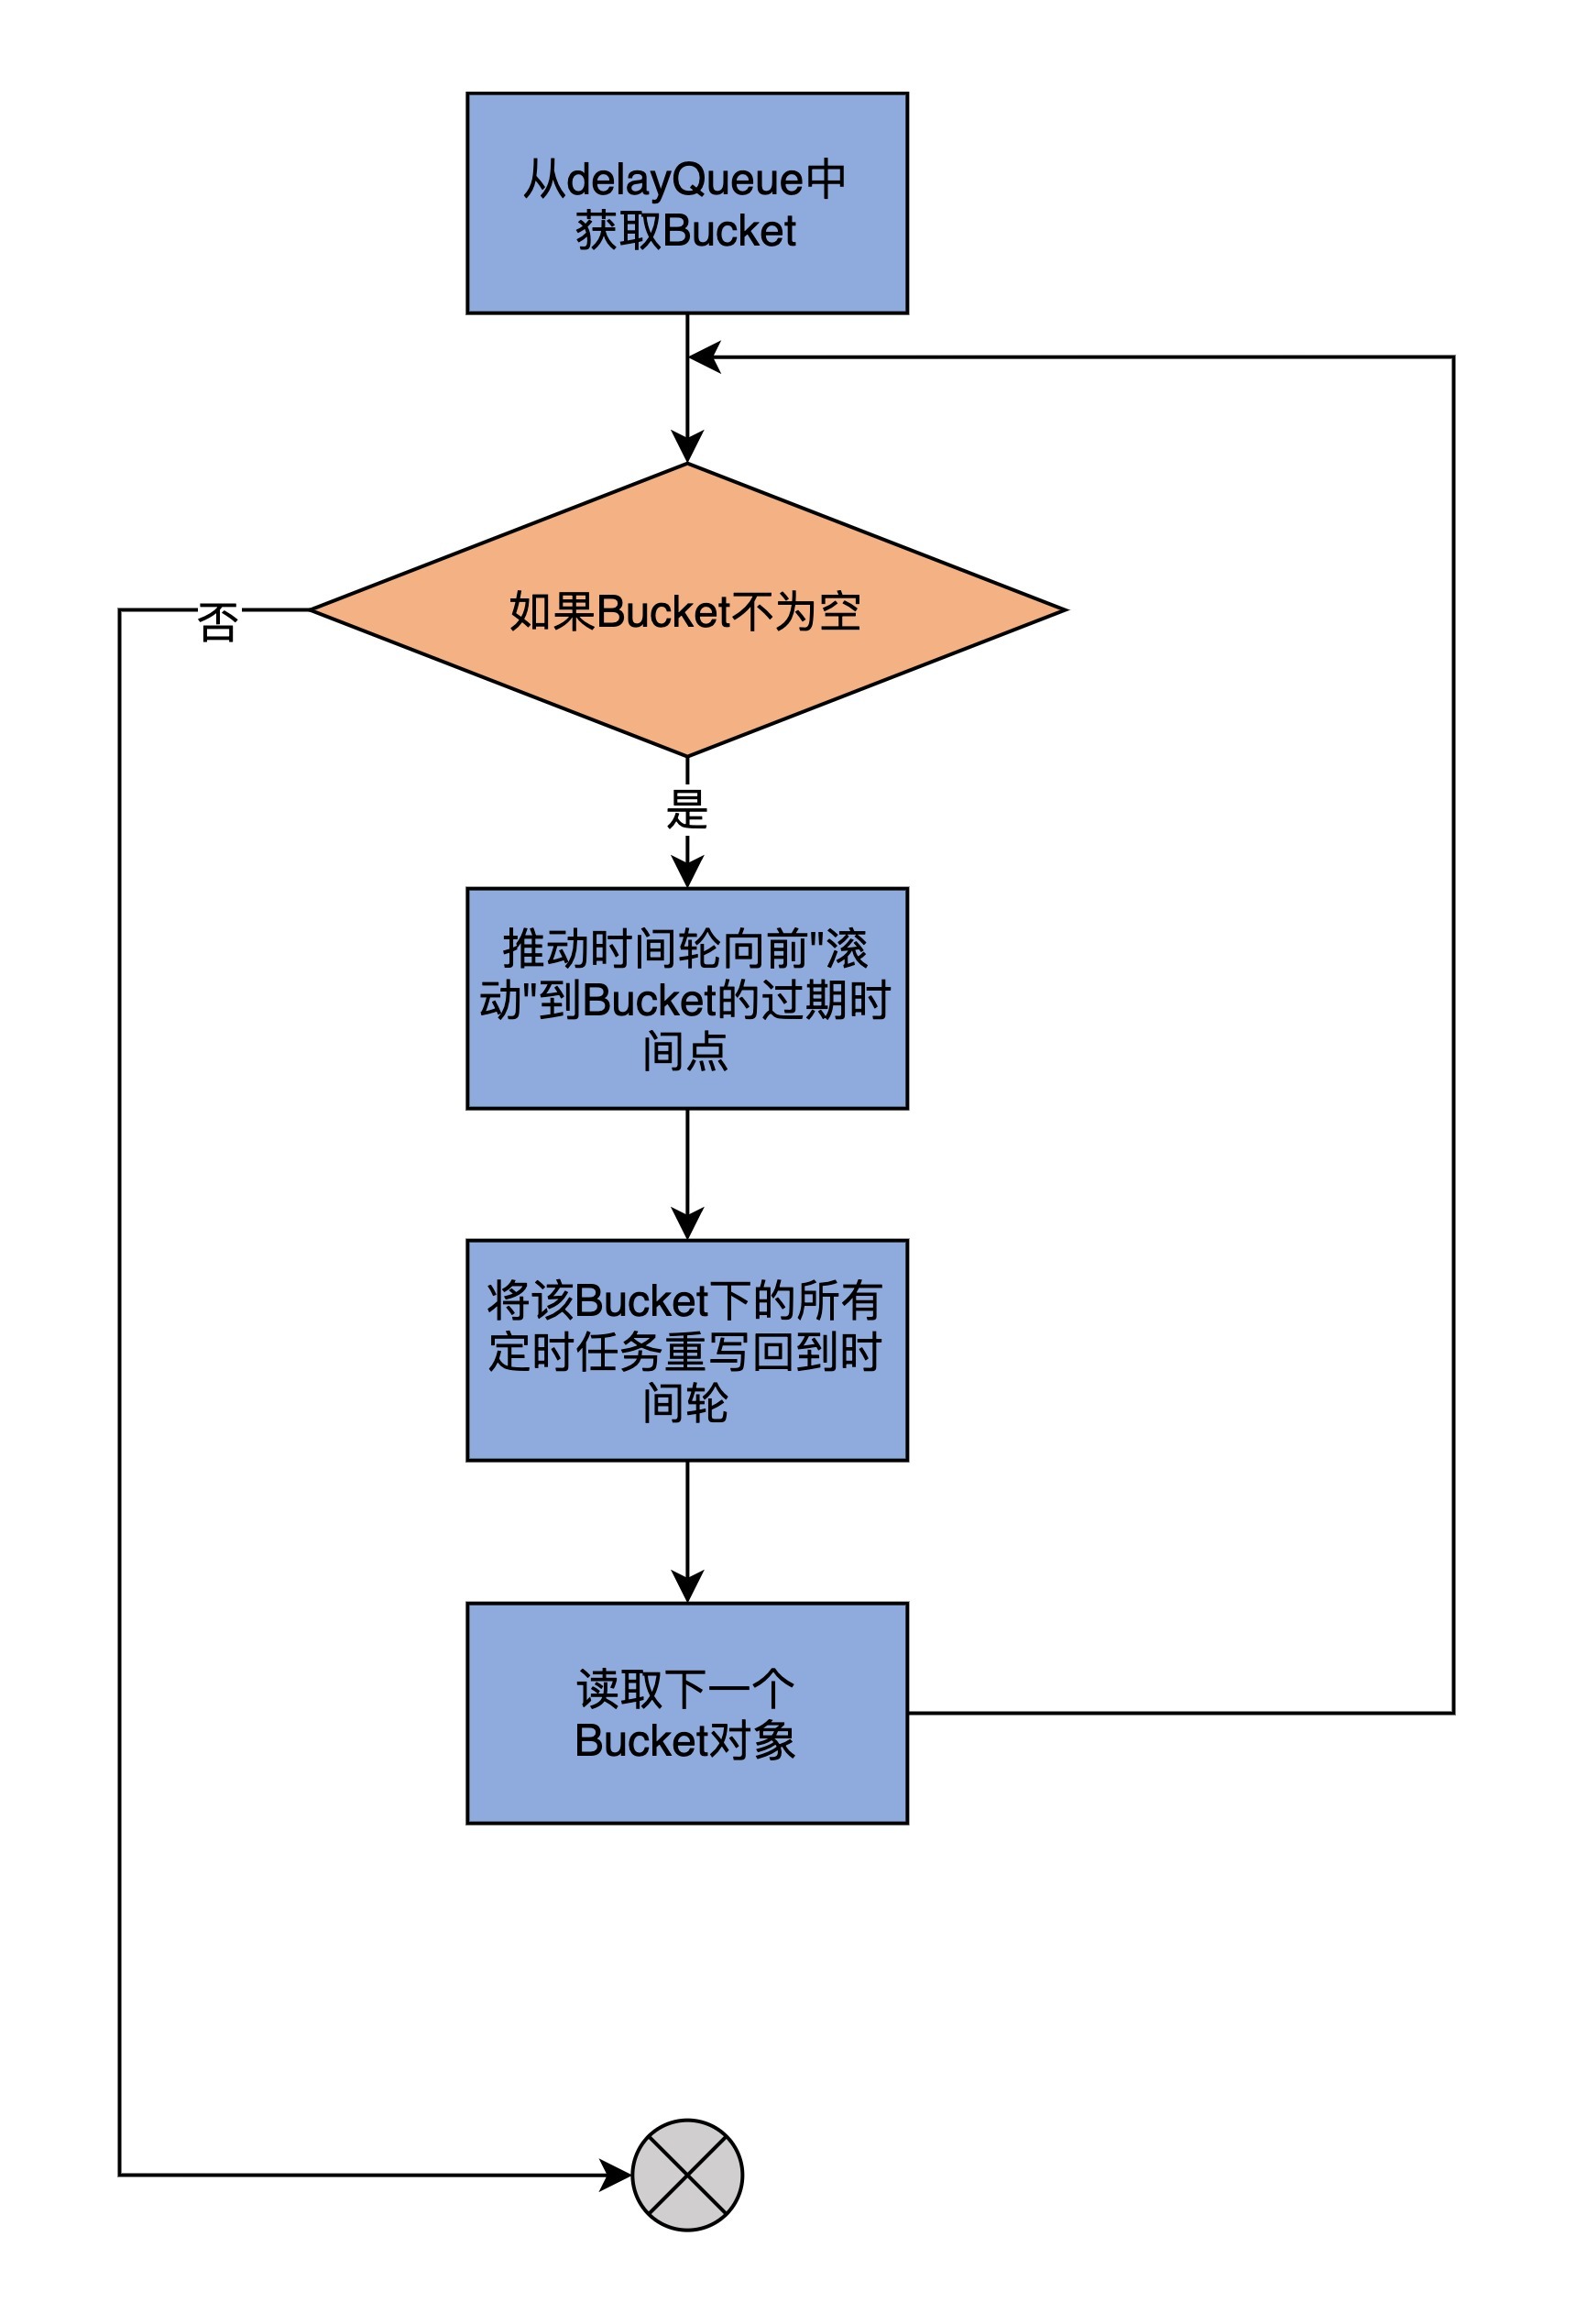 从delayQueue中
获取Bucket
如果Bucket不为空
否
是
推动时间轮向前"滚
动"到Bucket的过期时
间点
将该Bucket下的所有
定时任务重写回到时
间轮
读取下一个
Bucket对象